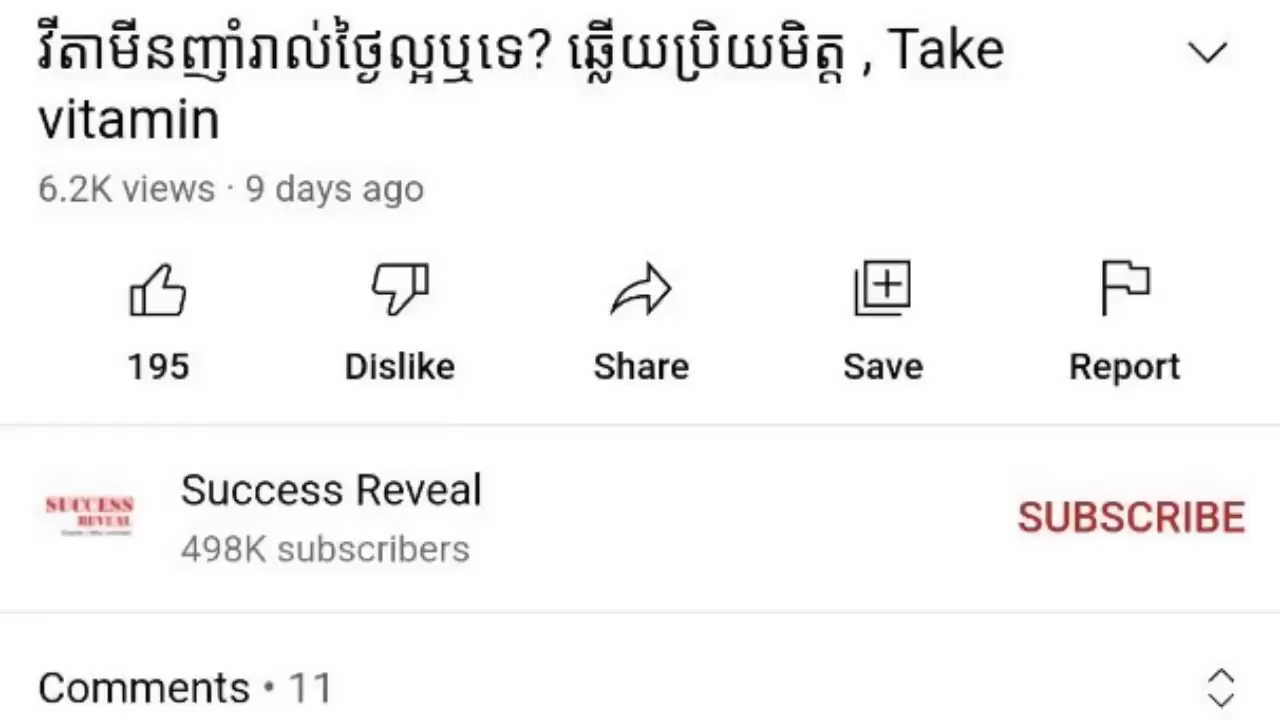 វីតាមីនញ៉ាំរាល់ថ្ងៃល្អឬទេ? ឆ្លើយប្រិយមិត្ត , Take
vitamin
6.2K views · 9 days ago
195 Dislike Share Save Report
Success Reveal
SUCCESS
REVEAL
498K subscribers
SUBSCRIBE
Comments • 11